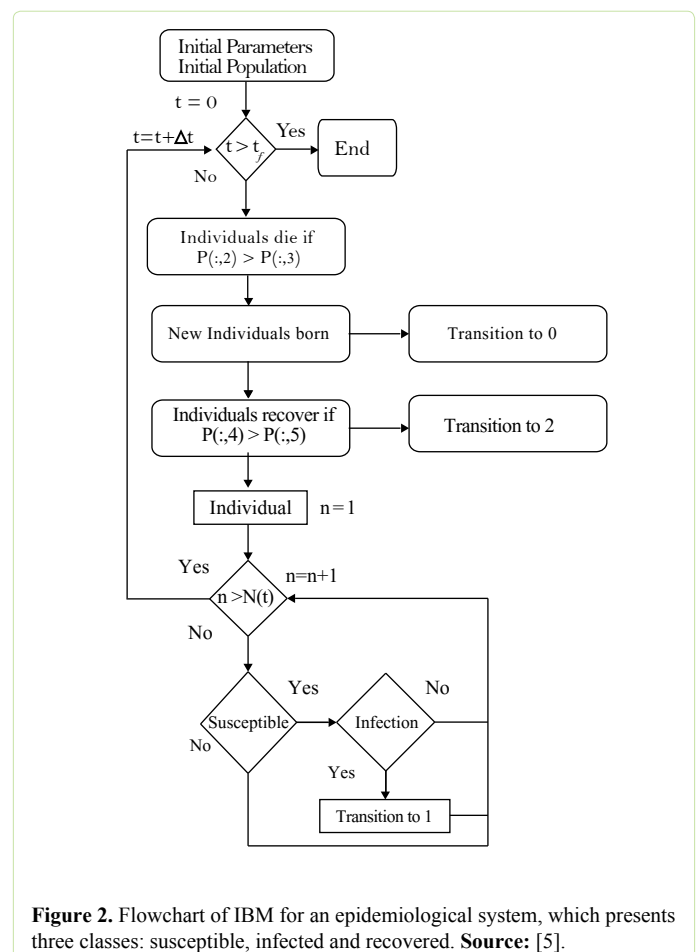 Initial Parameters
Initial Population
t = 0
t=t+Δt
t > t_f
Yes
End
No
Individuals die if
P(:,2) > P(:,3)
New Individuals born
Transition to 0
Individuals recover if
P(:,4) > P(:,5)
Transition to 2
Individual
n=1
Yes
n=n+1
n >N(t)
No
Yes
No
Susceptible
Infection
No
Yes
Transition to 1
Figure 2. Flowchart of IBM for an epidemiological system, which presents
three classes: susceptible, infected and recovered. Source: [5].